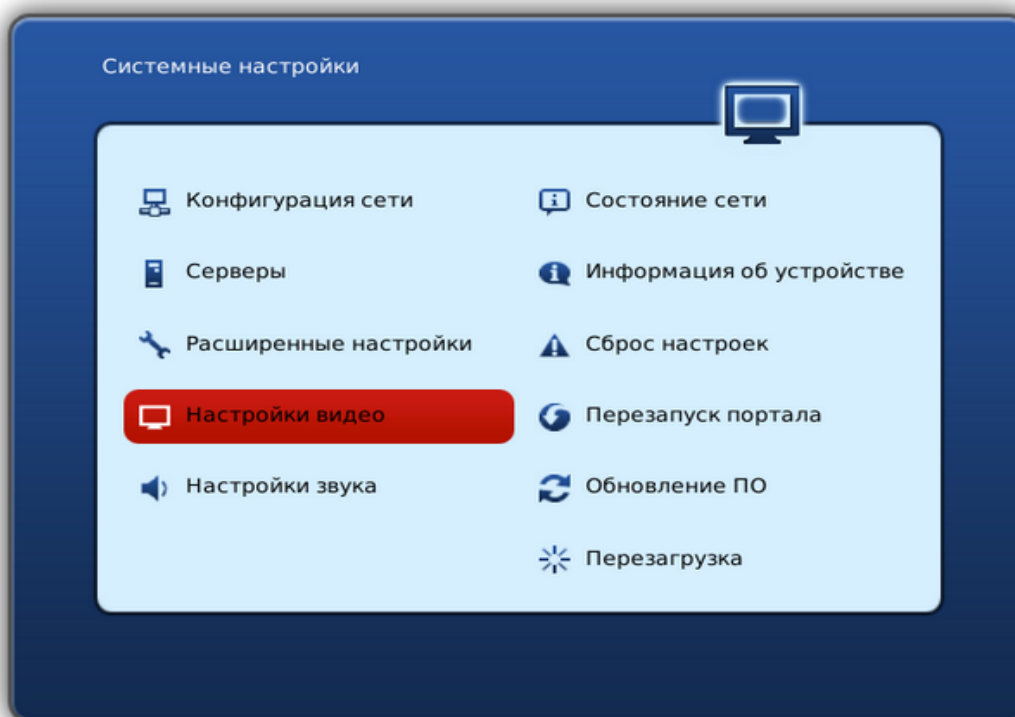 Системные настройки
Конфигурация сети
Состояние сети
Серверы
Информация об устройстве
Расширенные настройки
Сброс настроек
Настройки видео
Перезапуск портала
Настройки звука
Обновление ПО
Перезагрузка